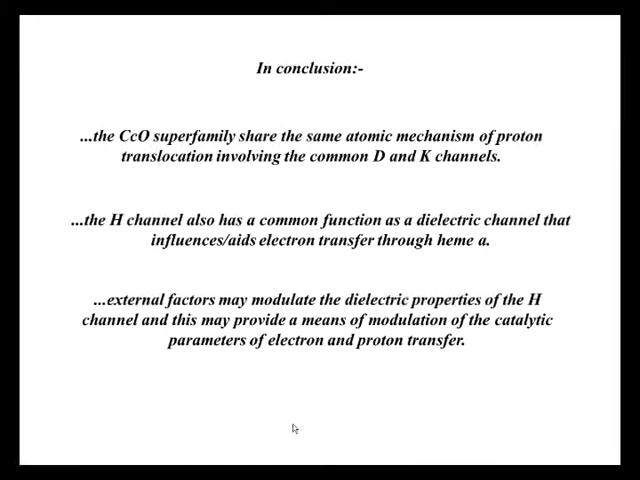 In conclusion:-
...the CcO superfamily share the same atomic mechanism of proton
translocation involving the common D and K channels.
...the H channel also has a common function as a dielectric channel that
influences/aids electron transfer through heme a.
...external factors may modulate the dielectric properties of the H
channel and this may provide a means of modulation of the catalytic
parameters of electron and proton transfer.